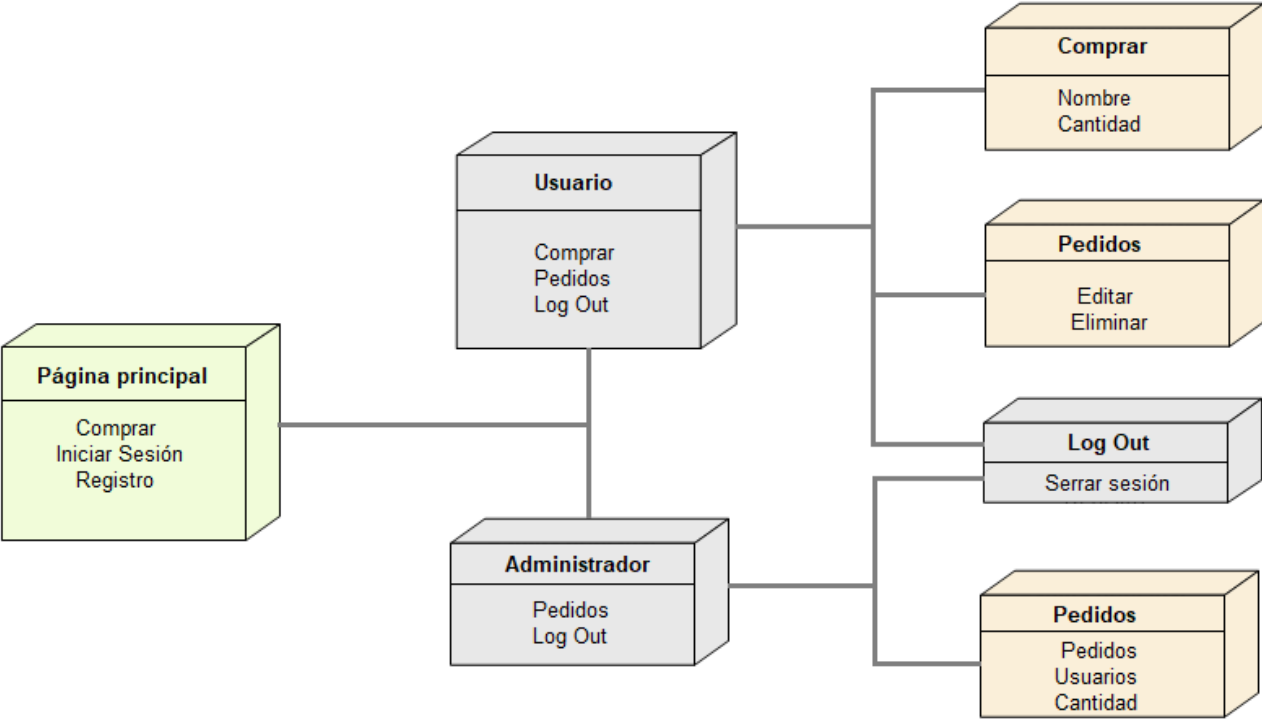 Página principal
Comprar
Iniciar Sesión
Registro
Usuario
Comprar
Pedidos
Log Out
Administrador
Pedidos
Log Out
Comprar
Nombre
Cantidad
Pedidos
Editar
Eliminar
Log Out
Serrar sesión
Pedidos
Pedidos
Usuarios
Cantidad